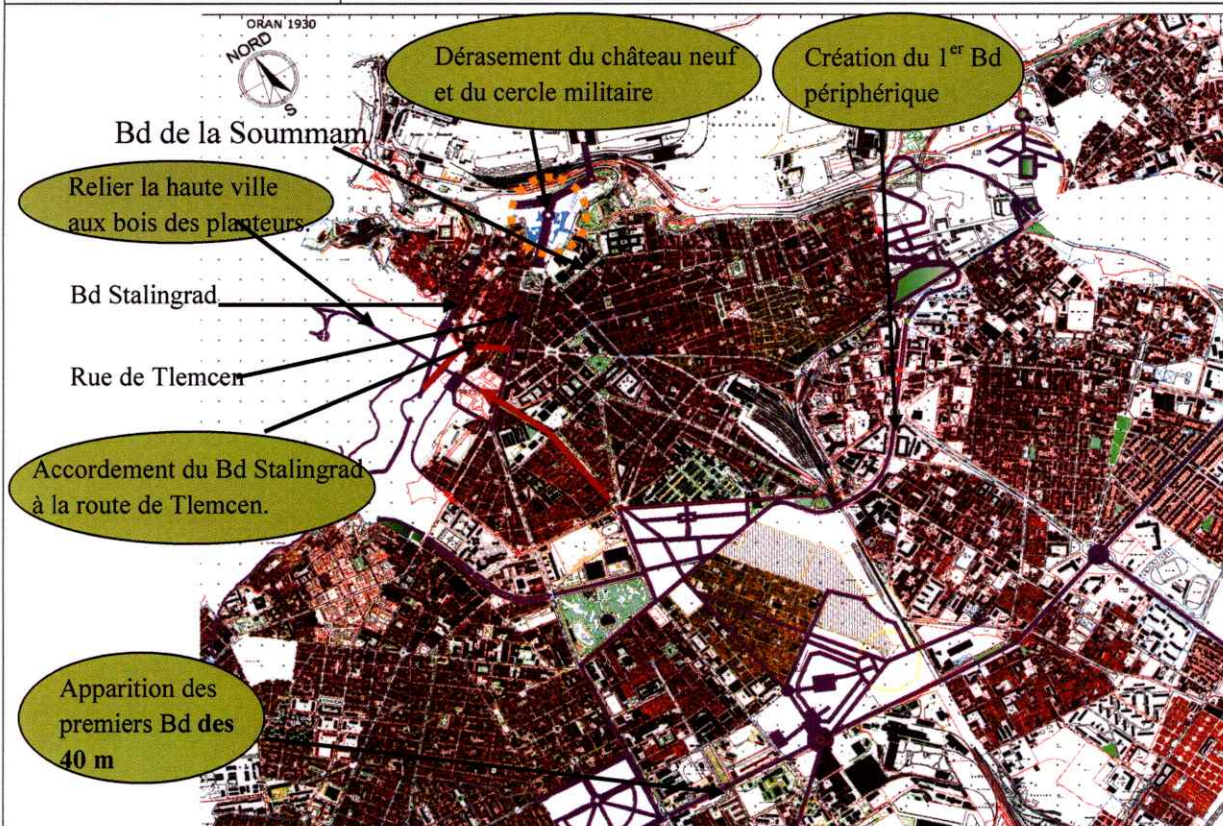 ORAN 1930
NORD
S
Dérasement du château neuf
et du cercle militaire
Création du 1er Bd
périphérique
Bd de la Soummam
Relier la haute ville
aux bois des planteurs.
Bd Stalingrad
Rue de Tlemcen
Accordement du Bd Stalingrad
à la route de Tlemcen.
Apparition des
premiers Bd des
40 m